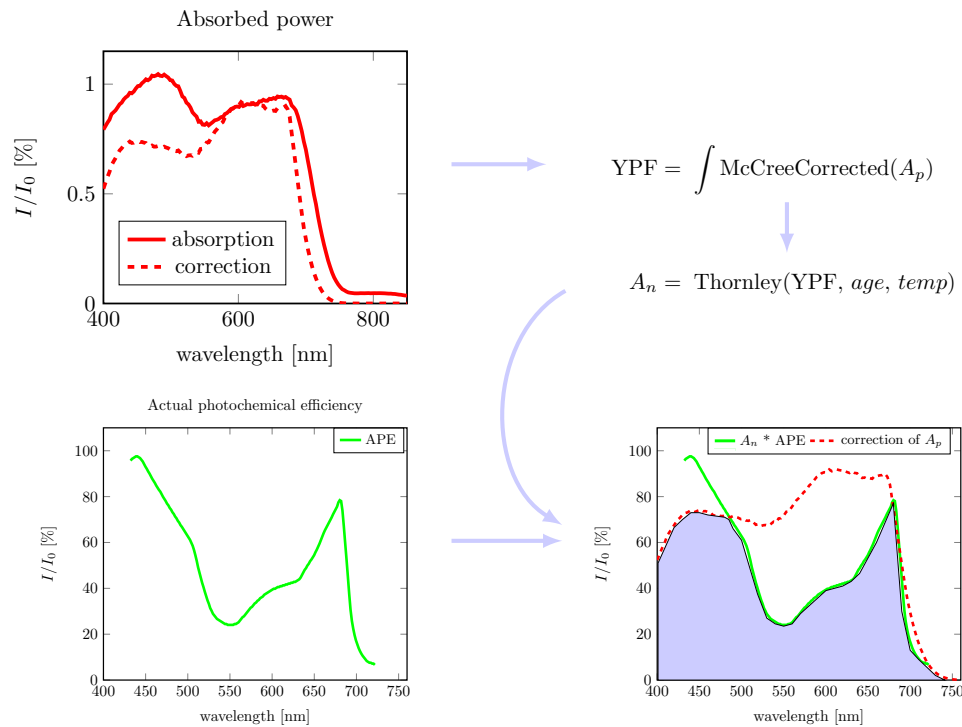 Absorbed power
I/I₀ [%]
1
0.5
0
absorption
correction
400 600 800
wavelength [nm]
YPF = ∫ McCreeCorrected(Aₚ)
Aₙ = Thornley(YPF, age, temp)
Actual photochemical efficiency
I/I₀ [%]
100
80
60
40
20
0
APE
400 450 500 550 600 650 700 750
wavelength [nm]
I/I₀ [%]
100
80
60
40
20
0
Aₙ * APE correction of Aₚ
400 450 500 550 600 650 700 750
wavelength [nm]